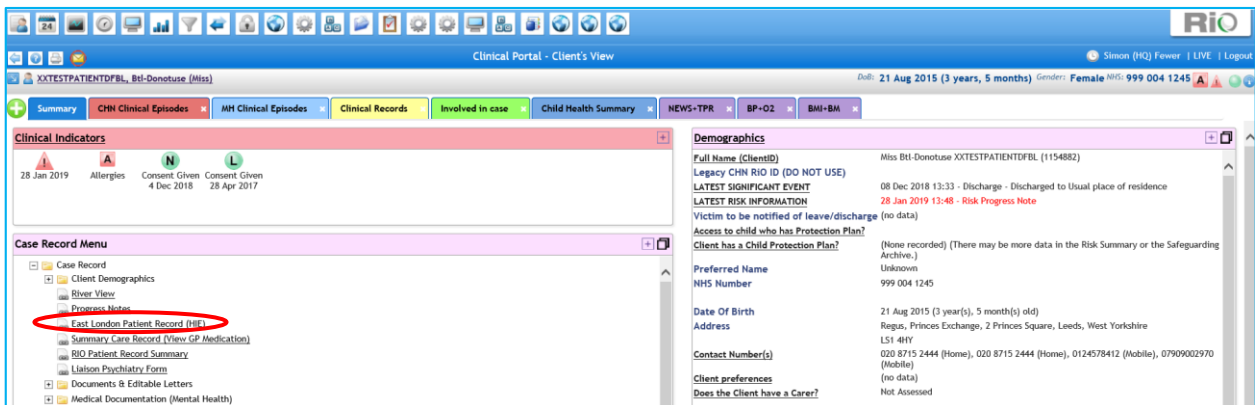 24
RiO
Clinical Portal - Client's View
Simon (HQ) Fewer | LIVE | Logout
XXTESTPATIENTDFBL, Btl-Donotuse (Miss)
DoB: 21 Aug 2015 (3 years, 5 months) Gender: Female NHS: 999 004 1245 A
Summary
CHN Clinical Episodes
MH Clinical Episodes
Clinical Records
Involved in case
Child Health Summary
NEWS+TPR
BP+O2
BMI+BM
Clinical Indicators
A N L
28 Jan 2019 Allergies Consent Given Consent Given
4 Dec 2018 28 Apr 2017
Case Record Menu
Case Record
Client Demographics
River View
Progress Notes
East London Patient Record (HIE)
Summary Care Record (View GP Medication)
RIO Patient Record Summary
Liaison Psychiatry Form
Documents & Editable Letters
Medical Documentation (Mental Health)
Demographics
Full Name (ClientID) Miss Btl-Donotuse XXTESTPATIENTDFBL (1154882)
Legacy CHN RiO ID (DO NOT USE)
LATEST SIGNIFICANT EVENT 08 Dec 2018 13:33 - Discharge - Discharged to Usual place of residence
LATEST RISK INFORMATION 28 Jan 2019 13:48 - Risk Progress Note
Victim to be notified of leave/discharge (no data)
Access to child who has Protection Plan?
Client has a Child Protection Plan? (None recorded) (There may be more data in the Risk Summary or the Safeguarding
Archive.)
Preferred Name Unknown
NHS Number 999 004 1245
Date Of Birth 21 Aug 2015 (3 year(s), 5 month(s) old)
Address Regus, Princes Exchange, 2 Princes Square, Leeds, West Yorkshire
LS1 4HY
Contact Number(s) 020 8715 2444 (Home), 020 8715 2444 (Home), 0124578412 (Mobile), 07909002970
(Mobile)
Client preferences (no data)
Does the Client have a Carer? Not Assessed